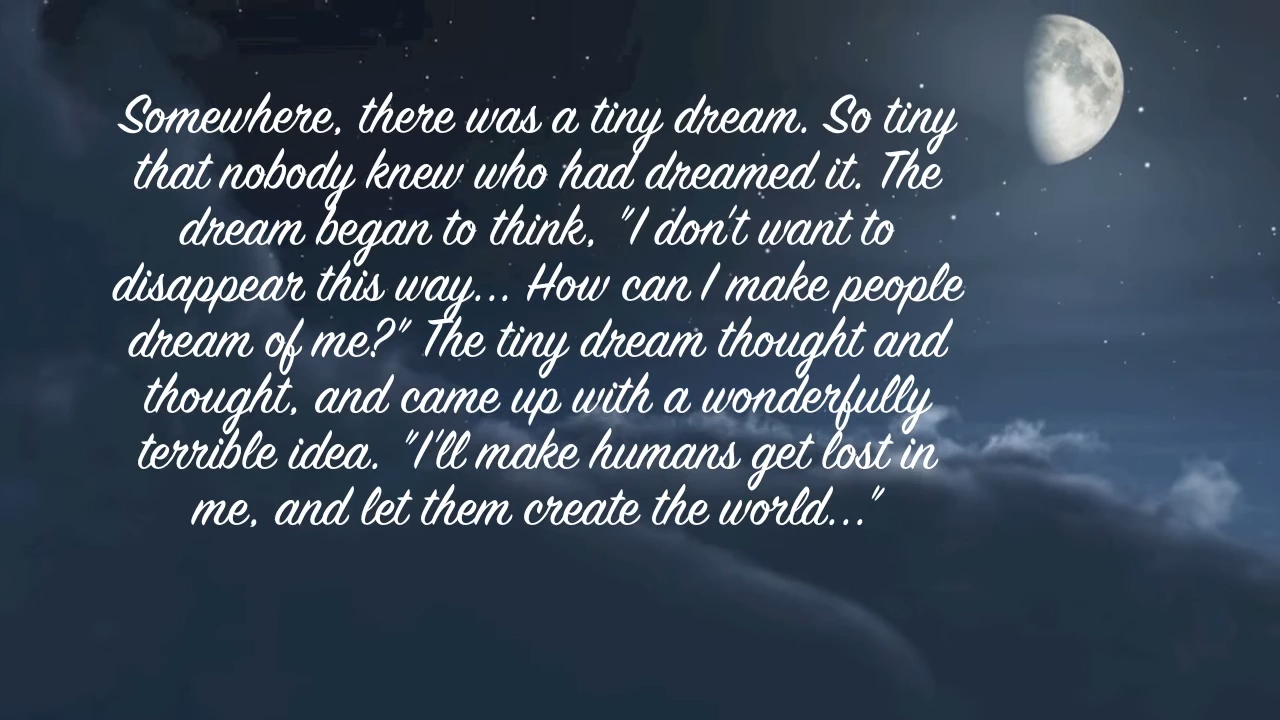 Somewhere, there was a tiny dream. So tiny
that nobody knew who had dreamed it. The
dream began to think, "I don't want to
disappear this way... How can I make people
dream of me?" The tiny dream thought and
thought, and came up with a wonderfully
terrible idea. "I'll make humans get lost in
me, and let them create the world..."